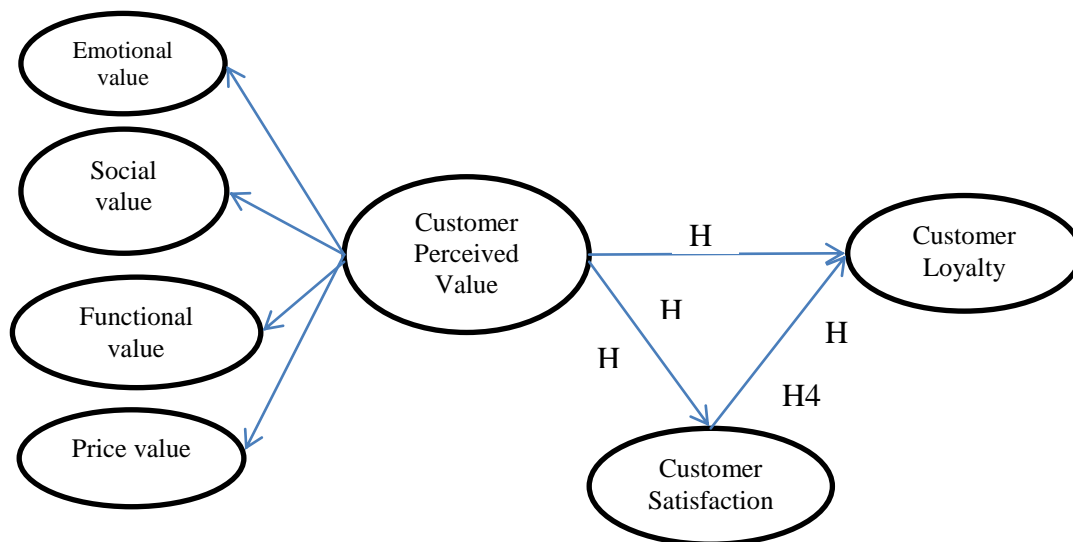 Emotional
value
Social
value
Functional
value
Price value
Customer
Perceived
Value
H
H
H
H
H4
Customer
Loyalty
Customer
Satisfaction